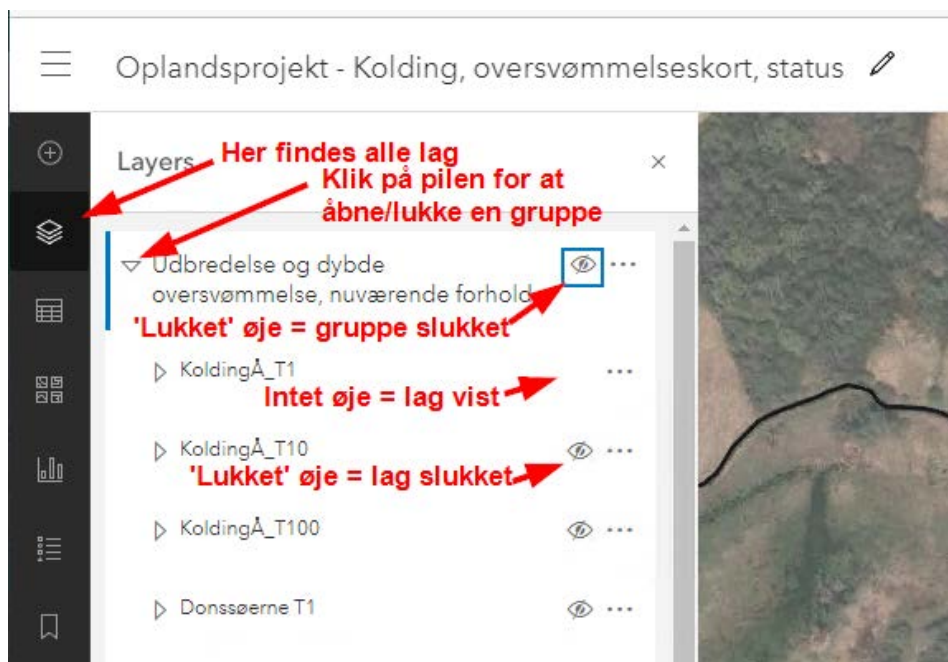 Oplandsprojekt - Kolding, oversvømmelseskort, status
Layers
Her findes alle lag
Klik på pilen for at
åbne/lukke en gruppe
Udbredelse og dybde
oversvømmelse, nuværende forhold
'Lukket' øje = gruppe slukket
KoldingÅ_T1
Intet øje = lag vist
KoldingÅ_T10
'Lukket' øje = lag slukket
KoldingÅ_T100
Donssøerne T1